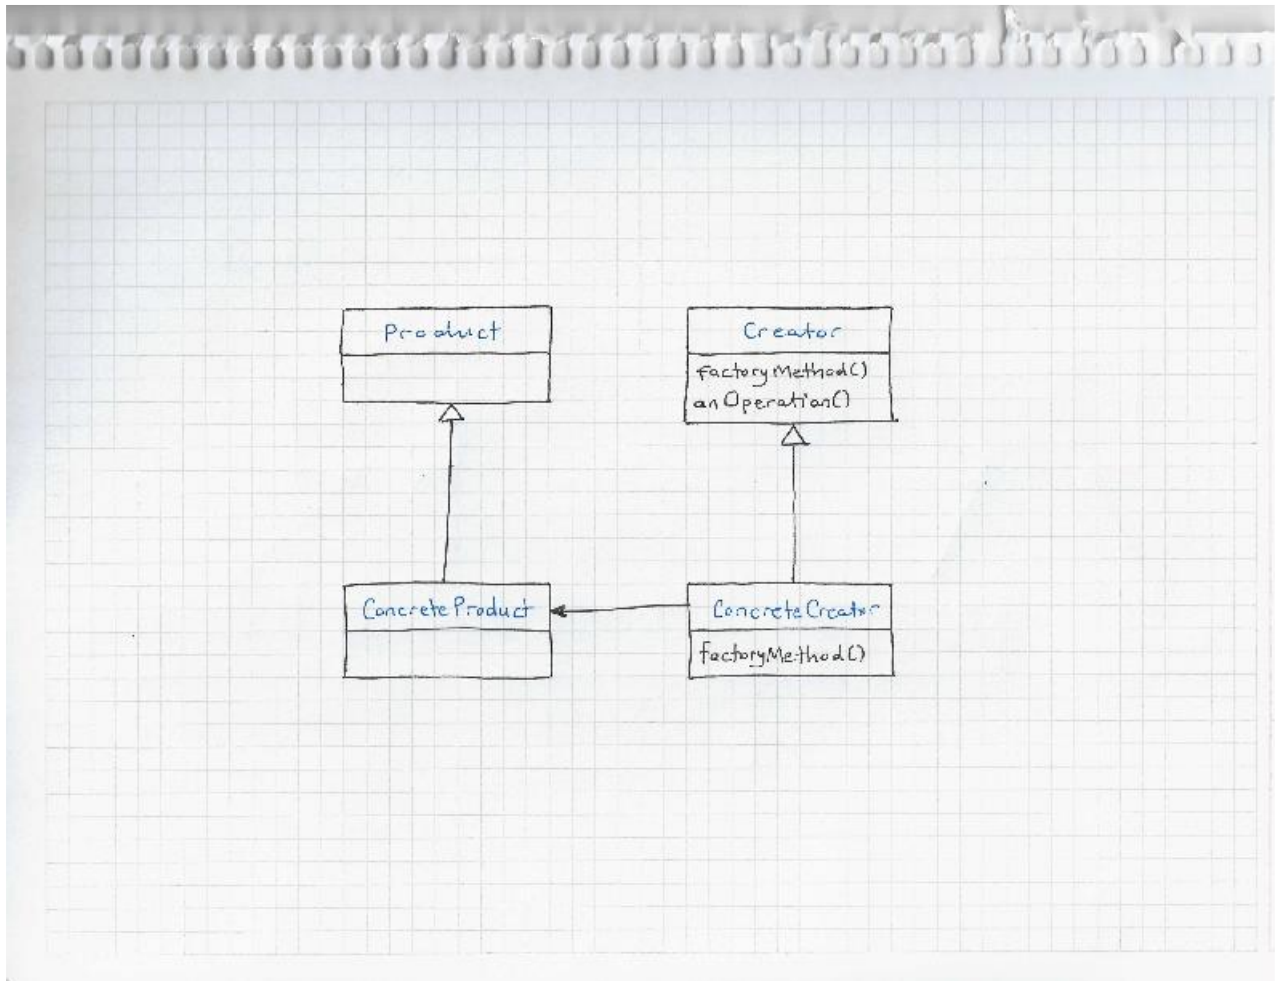 Product
Creator
factoryMethod()
anOperation()
ConcreteProduct
ConcreteCreator
factoryMethod()